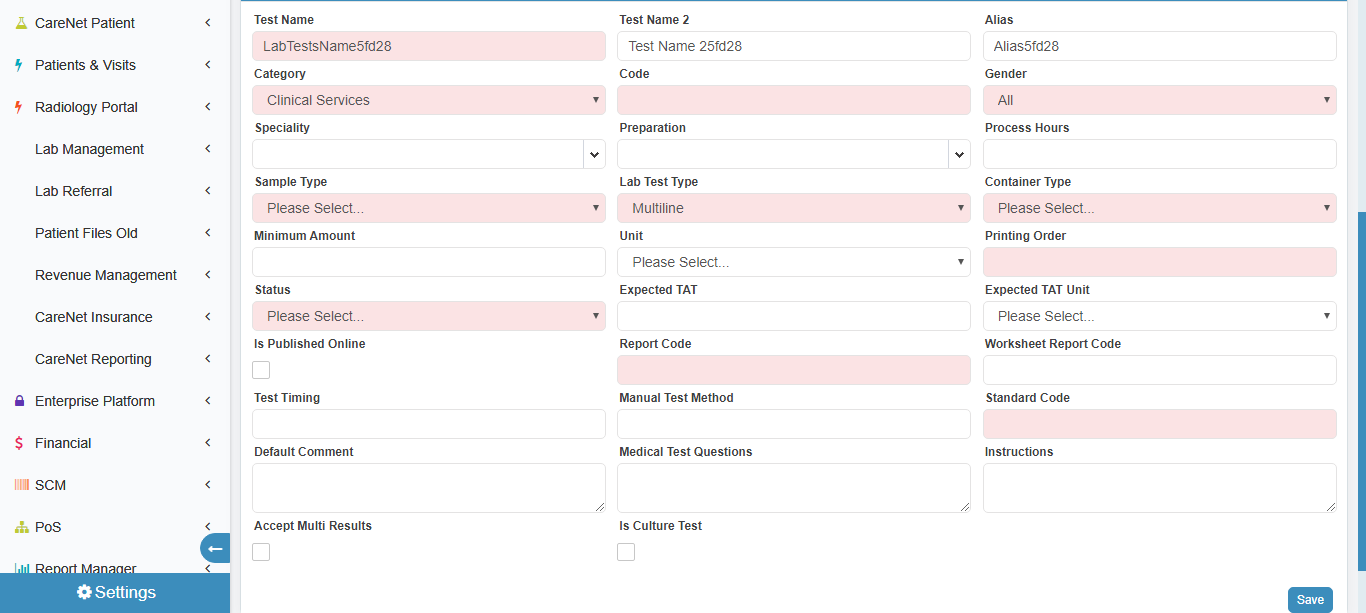 CareNet Patient
Patients & Visits
Radiology Portal
Lab Management
Lab Referral
Patient Files Old
Revenue Management
CareNet Insurance
CareNet Reporting
Enterprise Platform
Financial
SCM
PoS
Report Manager
Settings
Test Name Test Name 2 Alias
LabTestsName5fd28 Test Name 25fd28 Alias5fd28
Category Code Gender
Clinical Services All
Speciality Preparation Process Hours
Sample Type Lab Test Type Container Type
Please Select... Multiline Please Select...
Minimum Amount Unit Printing Order
Please Select...
Status Expected TAT Expected TAT Unit
Please Select... Please Select...
Is Published Online Report Code Worksheet Report Code
Test Timing Manual Test Method Standard Code
Default Comment Medical Test Questions Instructions
Accept Multi Results Is Culture Test
Save